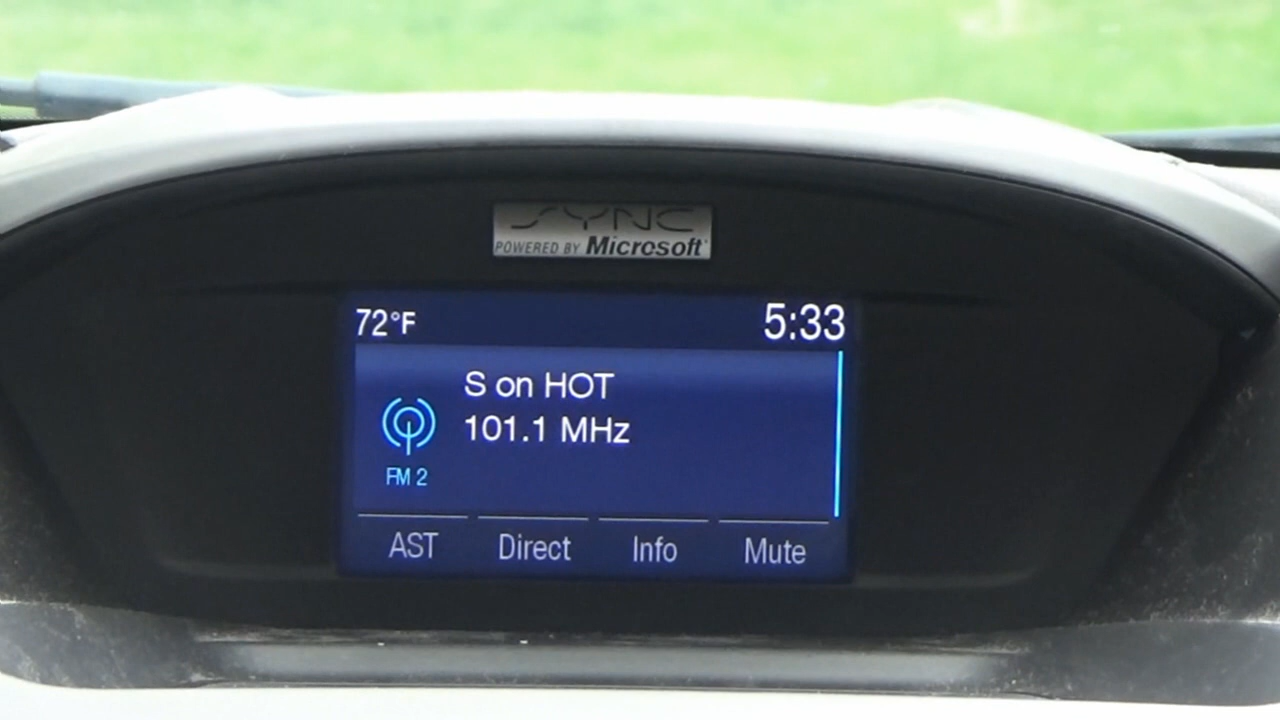 SYNC
POWERED BY Microsoft
72°F 5:33
S on HOT
101.1 MHz
FM 2
AST Direct Info Mute